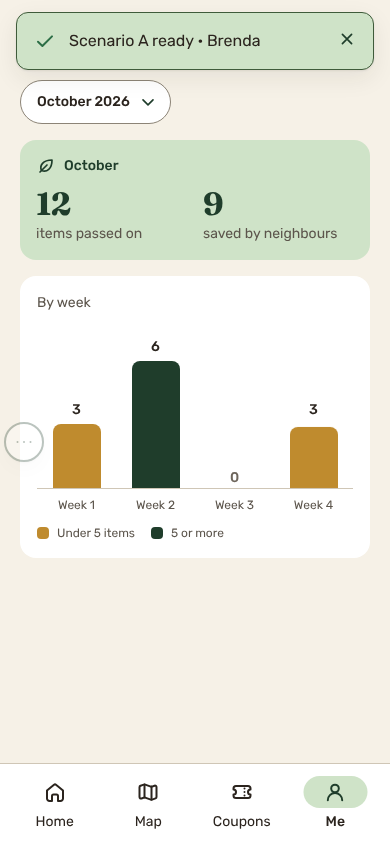 Scenario A ready • Brenda
October 2026
October
12
9
items passed on
saved by neighbours
By week
3
6
0
3
Week 1
Week 2
Week 3
Week 4
Under 5 items
5 or more
Home
Map
Coupons
Me